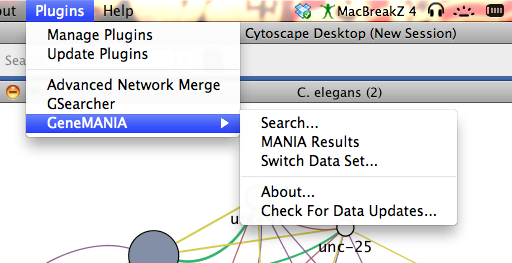 out Plugins Help MacBreakZ 4
Manage Plugins
Update Plugins
Cytoscape Desktop (New Session)
Sea
Advanced Network Merge
GSearcher
GeneMANIA
C. elegans (2)
Search...
MANIA Results
Switch Data Set...
About...
Check For Data Updates...
u
unc-25